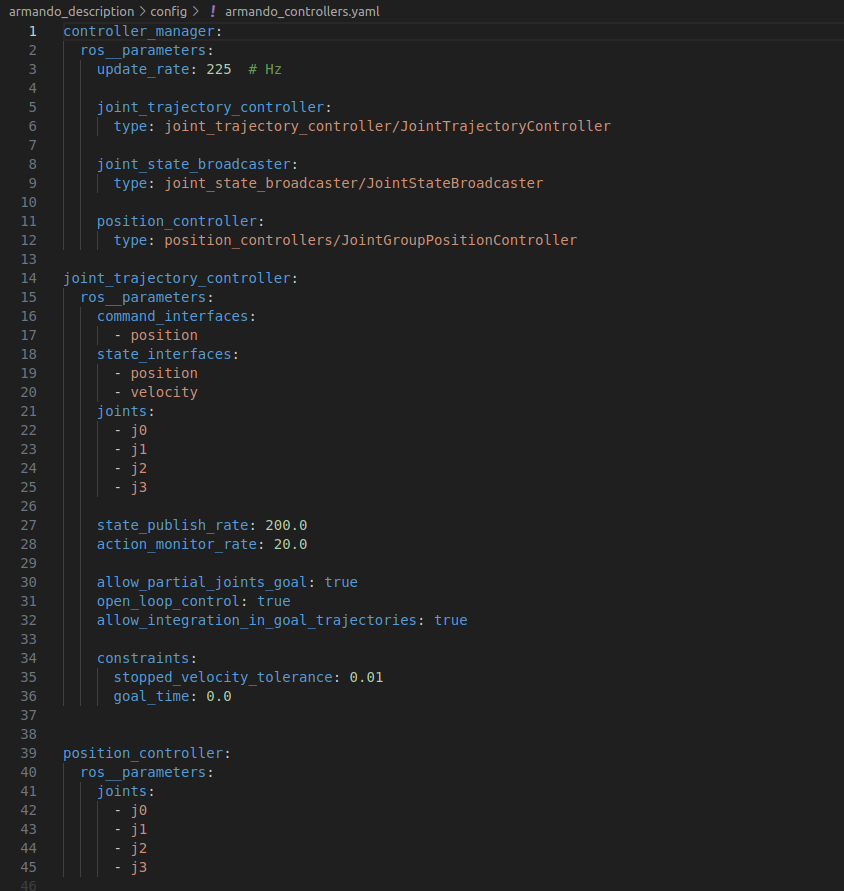 armando_description > config > ! armando_controllers.yaml
1 controller_manager:
2   ros__parameters:
3     update_rate: 225  # Hz
4
5     joint_trajectory_controller:
6       type: joint_trajectory_controller/JointTrajectoryController
7
8     joint_state_broadcaster:
9       type: joint_state_broadcaster/JointStateBroadcaster
10
11     position_controller:
12       type: position_controllers/JointGroupPositionController
13
14 joint_trajectory_controller:
15   ros__parameters:
16     command_interfaces:
17       - position
18     state_interfaces:
19       - position
20       - velocity
21     joints:
22       - j0
23       - j1
24       - j2
25       - j3
26
27     state_publish_rate: 200.0
28     action_monitor_rate: 20.0
29
30     allow_partial_joints_goal: true
31     open_loop_control: true
32     allow_integration_in_goal_trajectories: true
33
34     constraints:
35       stopped_velocity_tolerance: 0.01
36       goal_time: 0.0
37
38
39 position_controller:
40   ros__parameters:
41     joints:
42       - j0
43       - j1
44       - j2
45       - j3
46